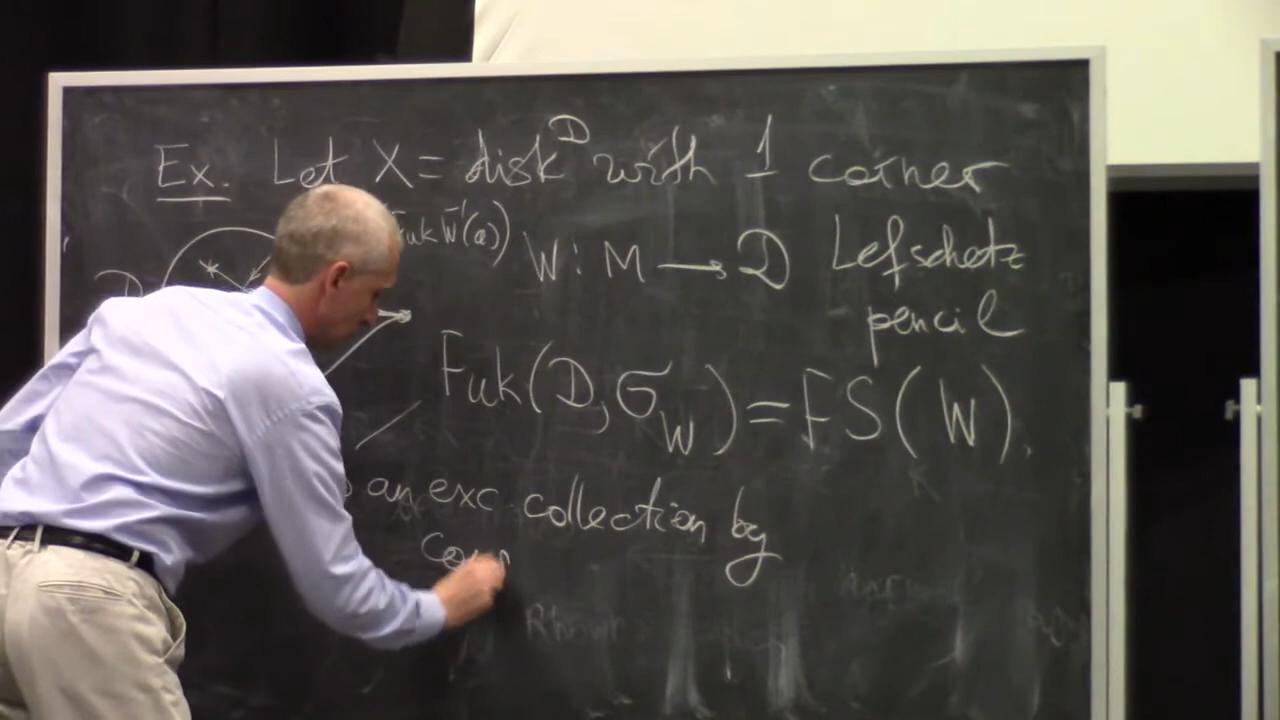 Ex. Let X = disk D with 1 corner
Fuk W⁻¹(a)) W : M → D Lefschetz
pencil
D
Fuk(D, σ_W) = FS(W).
an exc. collection by